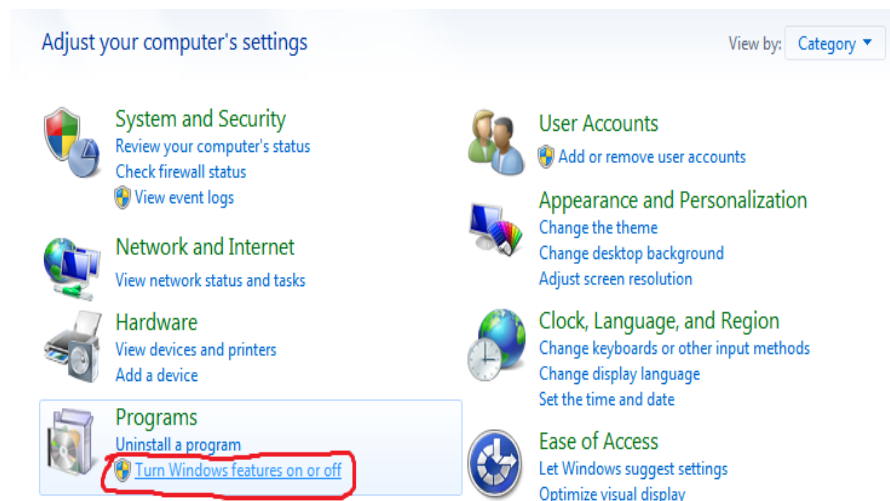 Adjust your computer's settings
View by: Category
System and Security
Review your computer's status
Check firewall status
View event logs
Network and Internet
View network status and tasks
Hardware
View devices and printers
Add a device
Programs
Uninstall a program
Turn Windows features on or off
User Accounts
Add or remove user accounts
Appearance and Personalization
Change the theme
Change desktop background
Adjust screen resolution
Clock, Language, and Region
Change keyboards or other input methods
Change display language
Set the time and date
Ease of Access
Let Windows suggest settings
Optimize visual display